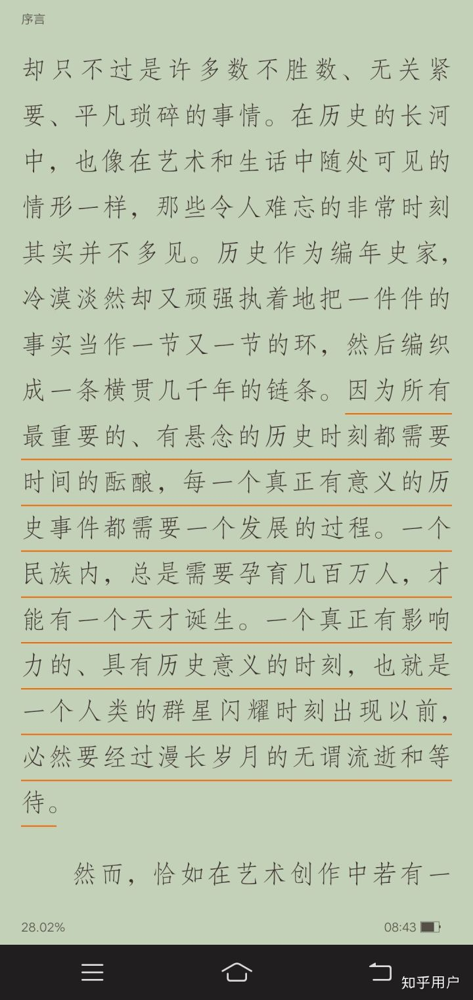 序言
却只不过是许多数不胜数、无关紧
要、平凡琐碎的事情。在历史的长河
中，也像在艺术和生活中随处可见的
情形一样，那些令人难忘的非常时刻
其实并不多见。历史作为编年史家，
冷漠淡然却又顽强执着地把一件件的
事实当作一节又一节的环，然后编织
成一条横贯几千年的链条。因为所有
最重要的、有悬念的历史时刻都需要
时间的酝酿，每一个真正有意义的历
史事件都需要一个发展的过程。一个
民族内，总是需要孕育几百万人，才
能有一个天才诞生。一个真正有影响
力的、具有历史意义的时刻，也就是
一个人类的群星闪耀时刻出现以前，
必然要经过漫长岁月的无谓流逝和等
待。
然而，恰如在艺术创作中若有一
28.02%
08:43
知乎用户